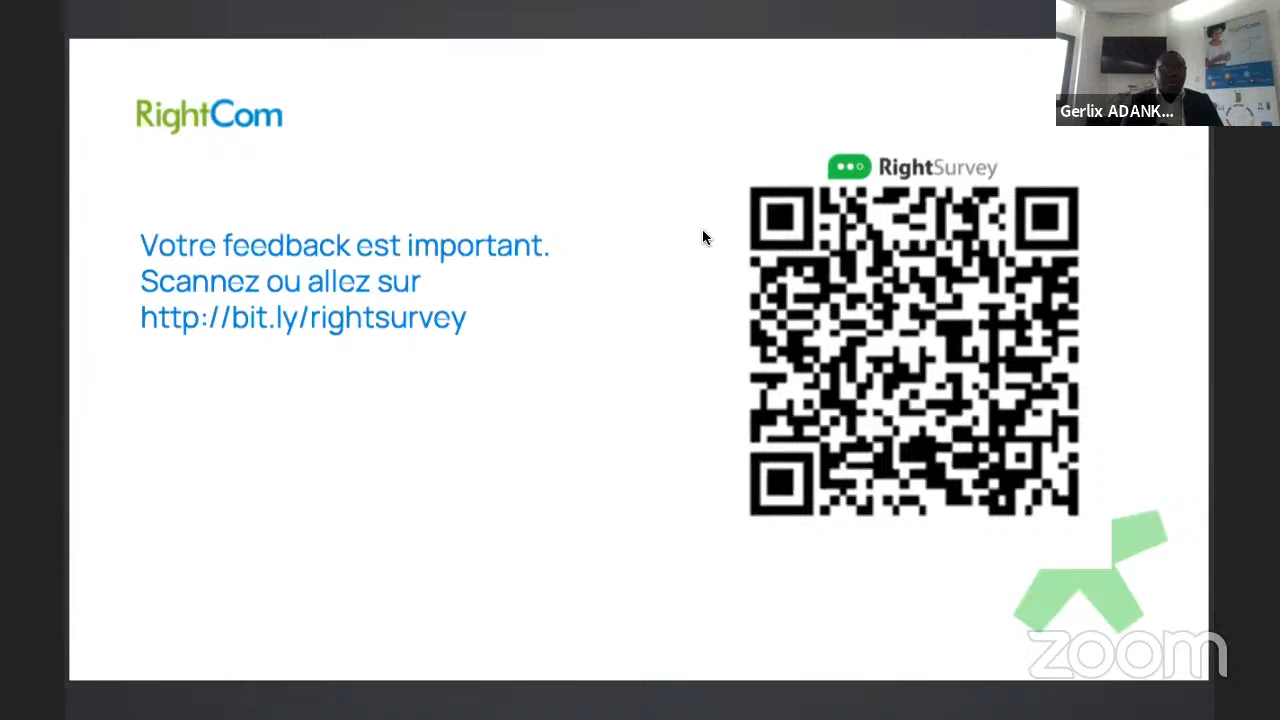 RightCom
Gerlix ADANK...
RightSurvey
Votre feedback est important.
Scannez ou allez sur
http://bit.ly/rightsurvey
zoom